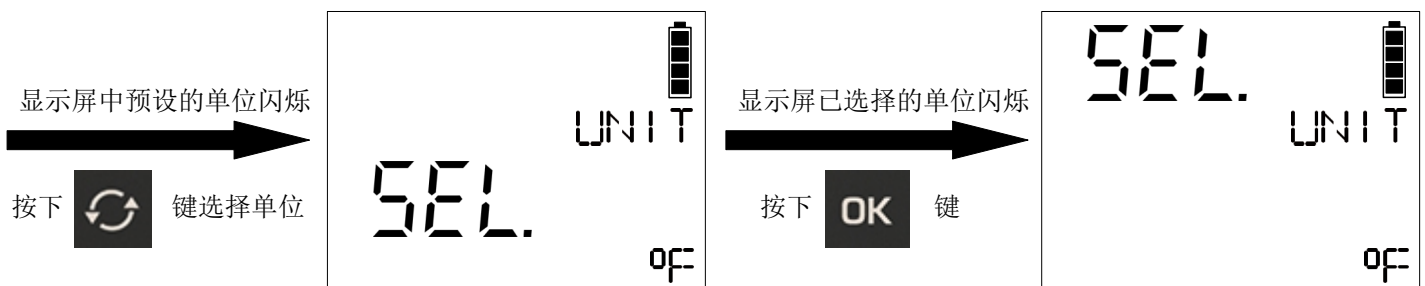 显示屏中预设的单位闪烁
按下 键选择单位
UNIT
SEL.
°F
显示屏已选择的单位闪烁
按下 OK 键
SEL.
UNIT
°F